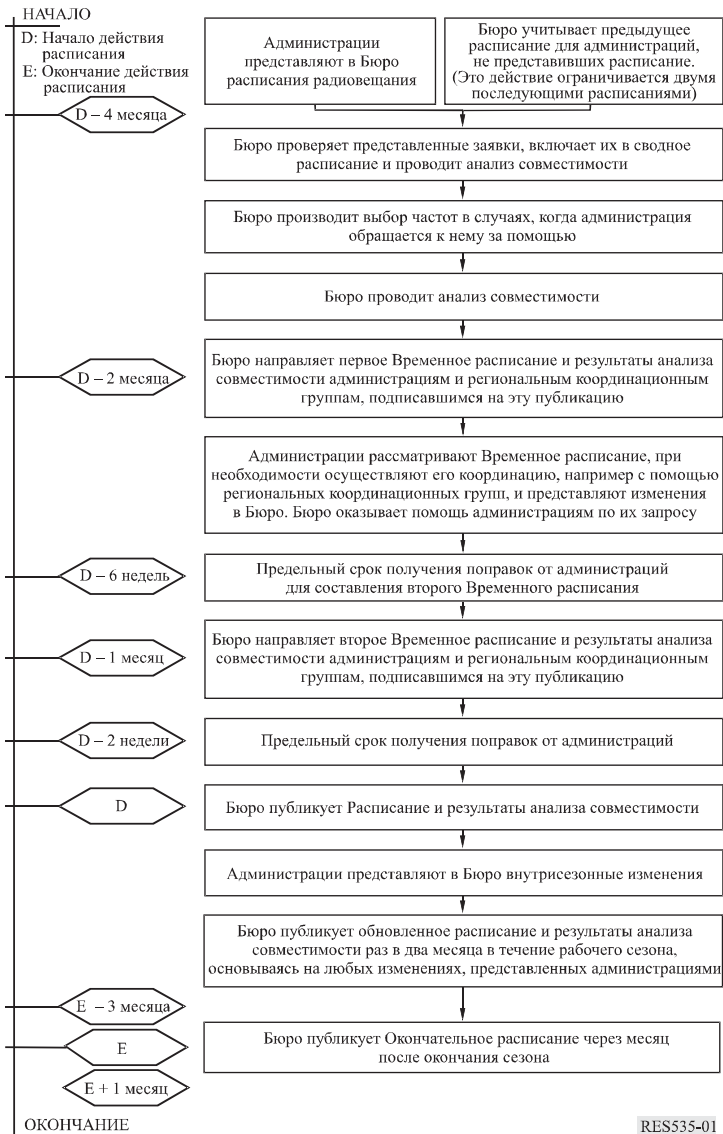 НАЧАЛО
D: Начало действия
расписания
E: Окончание действия
расписания
Администрации
представляют в Бюро
расписания радиовещания
Бюро учитывает предыдущее
расписание для администраций,
не представивших расписание.
(Это действие ограничивается двумя
последующими расписаниями)
D – 4 месяца
Бюро проверяет представленные заявки, включает их в сводное
расписание и проводит анализ совместимости
Бюро производит выбор частот в случаях, когда администрация
обращается к нему за помощью
Бюро проводит анализ совместимости
D – 2 месяца
Бюро направляет первое Временное расписание и результаты анализа
совместимости администрациям и региональным координационным
группам, подписавшимся на эту публикацию
Администрации рассматривают Временное расписание, при
необходимости осуществляют его координацию, например с помощью
региональных координационных групп, и представляют изменения
в Бюро. Бюро оказывает помощь администрациям по их запросу
D – 6 недель
Предельный срок получения поправок от администраций
для составления второго Временного расписания
D – 1 месяц
Бюро направляет второе Временное расписание и результаты анализа
совместимости администрациям и региональным координационным
группам, подписавшимся на эту публикацию
D – 2 недели
Предельный срок получения поправок от администраций
D
Бюро публикует Расписание и результаты анализа совместимости
Администрации представляют в Бюро внутрисезонные изменения
Бюро публикует обновленное расписание и результаты анализа
совместимости раз в два месяца в течение рабочего сезона,
основываясь на любых изменениях, представленных администрациями
E – 3 месяца
E
Бюро публикует Окончательное расписание через месяц
после окончания сезона
E + 1 месяц
ОКОНЧАНИЕ
RES535-01